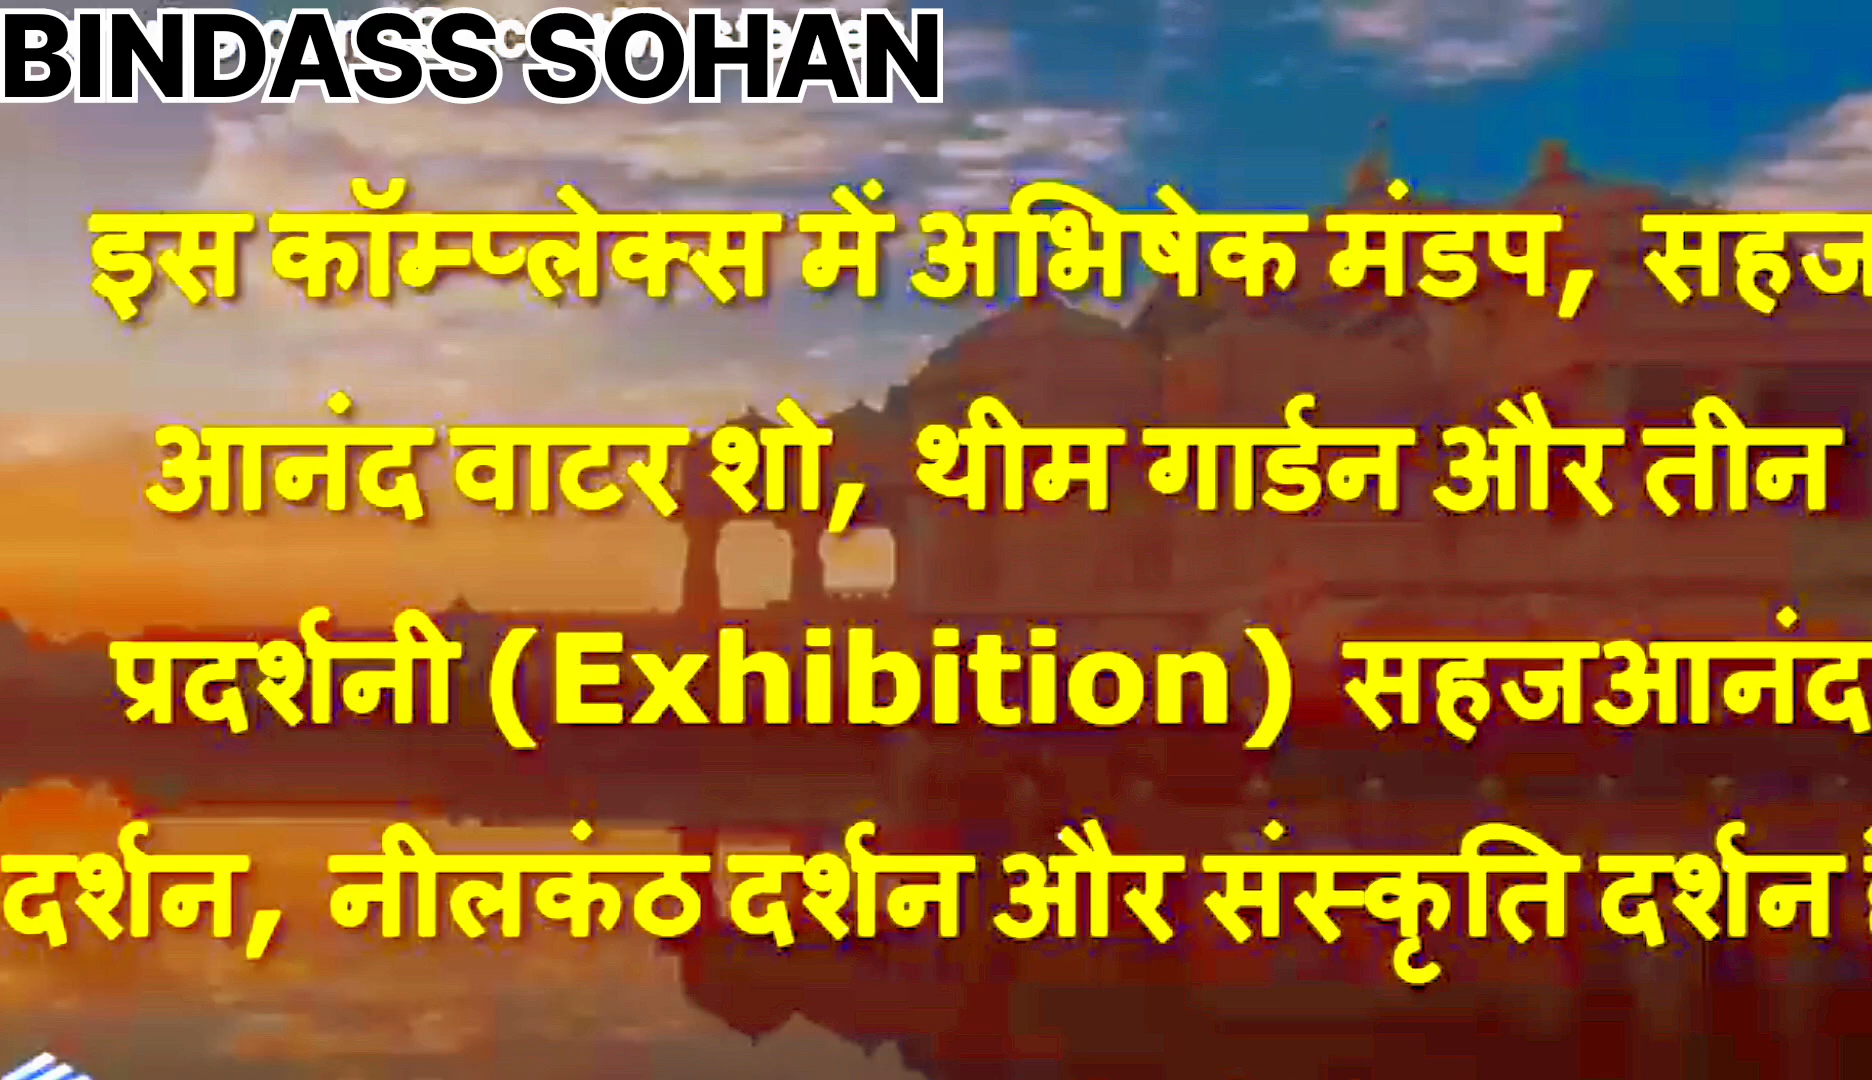 BINDASS SOHAN
इस कॉम्प्लेक्स में अभिषेक मंडप, सहज
आनंद वाटर शो, थीम गार्डन और तीन
प्रदर्शनी (Exhibition) सहजआनंद
दर्शन, नीलकंठ दर्शन और संस्कृति दर्शन